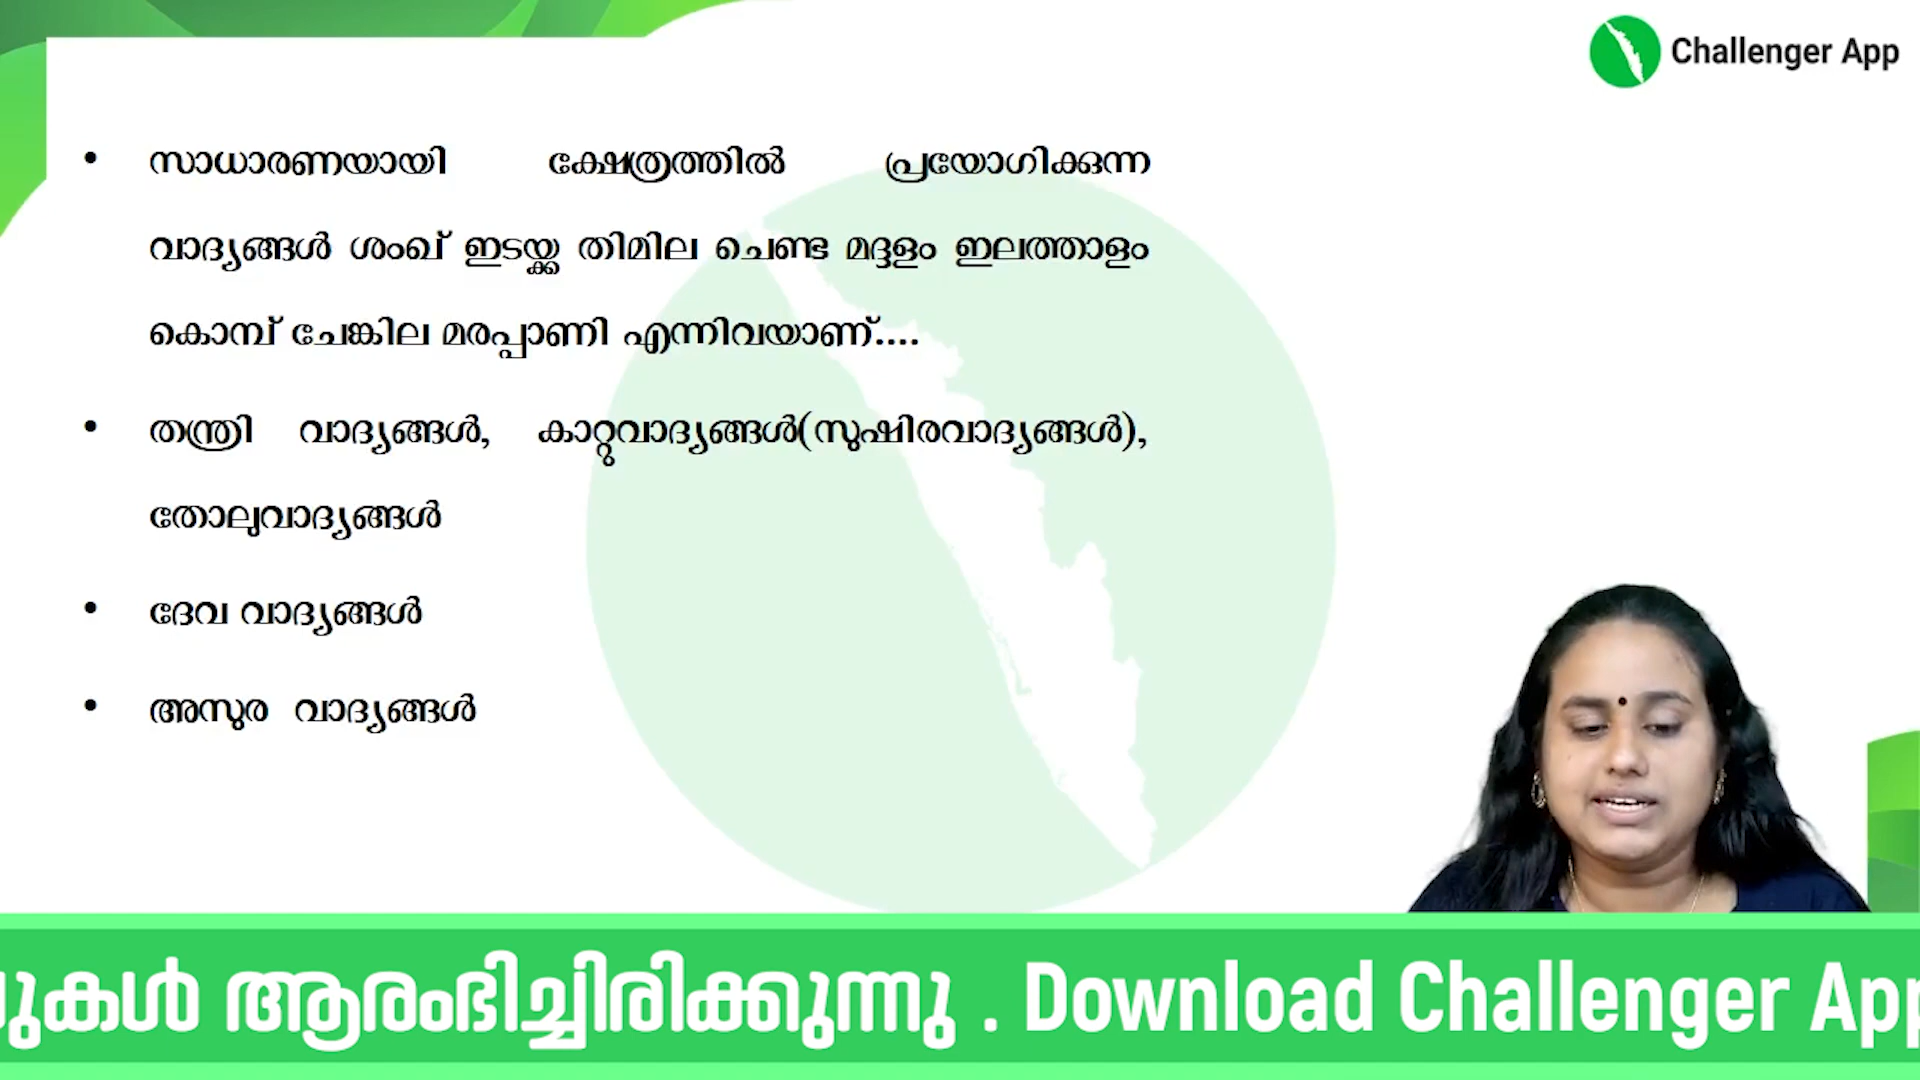 Challenger App
• സാധാരണയായി ക്ഷേത്രത്തിൽ പ്രയോഗിക്കുന്ന
വാദ്യങ്ങൾ ശംഖ് ഇടയ്ക്ക തിമില ചെണ്ട മദ്ദളം ഇലത്താളം
കൊമ്പ് ചേങ്കില മരപ്പാണി എന്നിവയാണ്....
• തന്ത്രി വാദ്യങ്ങൾ, കാറ്റുവാദ്യങ്ങൾ(സുഷിരവാദ്യങ്ങൾ),
തോലുവാദ്യങ്ങൾ
• ദേവ വാദ്യങ്ങൾ
• അസുര വാദ്യങ്ങൾ
ആരംഭിച്ചിരിക്കുന്നു . Download Challenger App